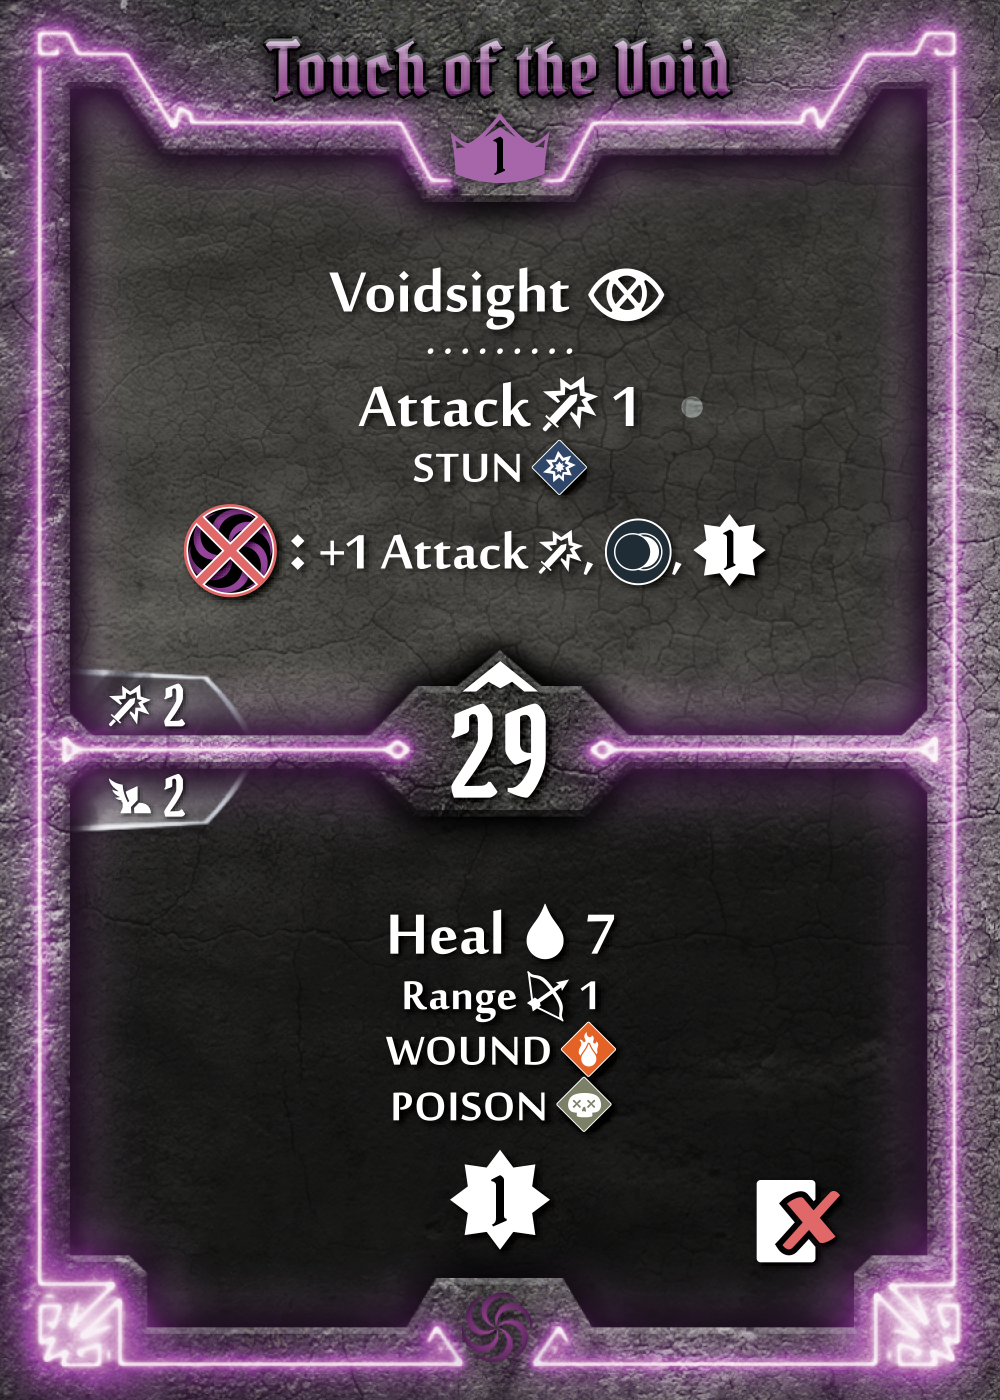 Touch of the Void
1
Voidsight
Attack 1
STUN
: +1 Attack , , 1
2
29
2
Heal 7
Range 1
WOUND
POISON
1